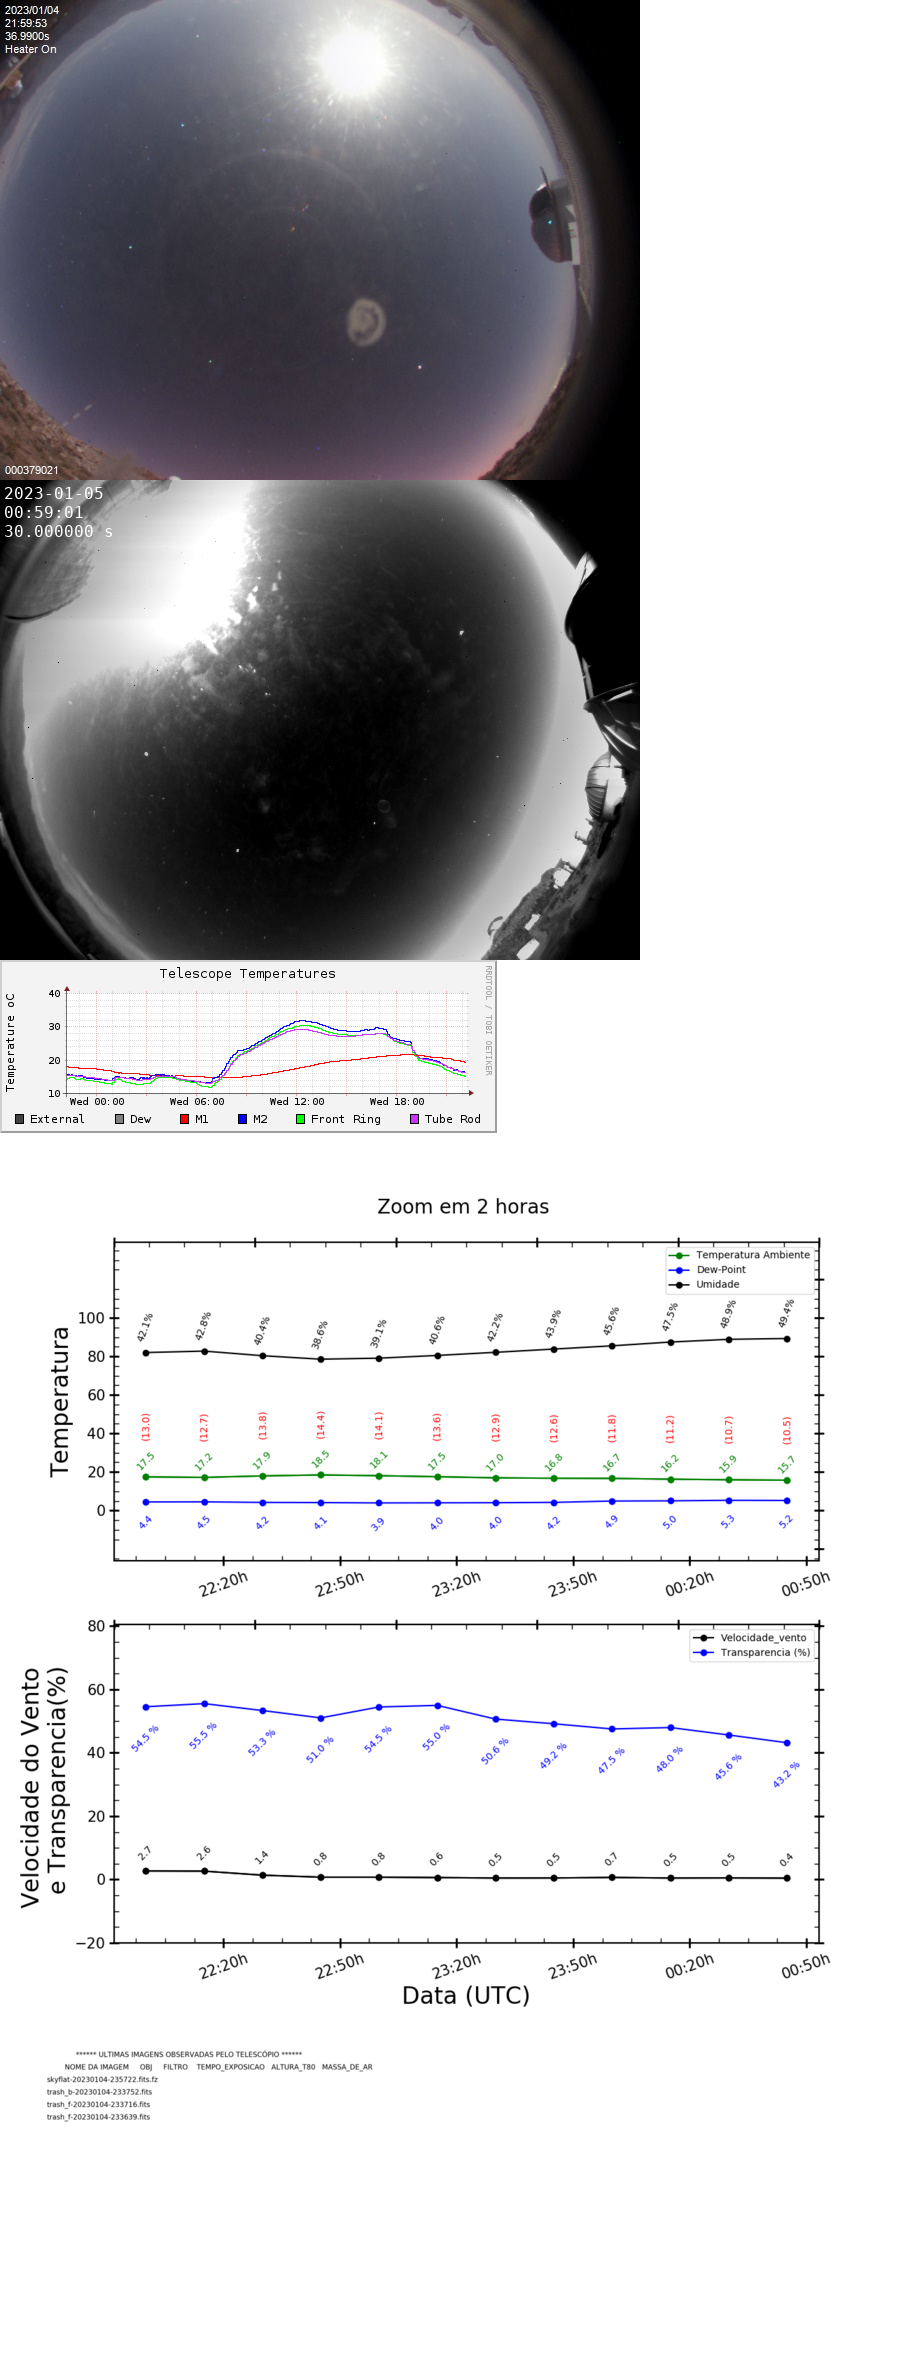 2023/01/04
21:59:53
36.9900s
Heater On
000379021
2023-01-05
00:59:01
30.000000 s
Telescope Temperatures
Temperature oC
40
30
20
10
Wed 00:00 Wed 06:00 Wed 12:00 Wed 18:00
External Dew M1 M2 Front Ring Tube Rod
RRDTOOL / TOBI OETIKER
Zoom em 2 horas
Temperatura Ambiente
Dew-Point
Umidade
Temperatura
100
80
60
40
20
0
42.1% 42.8% 40.4% 38.6% 39.1% 40.6% 42.2% 43.9% 45.6% 47.5% 48.9% 49.4%
(13.0) (12.7) (13.8) (14.4) (14.1) (13.6) (12.9) (12.6) (11.8) (11.2) (10.7) (10.5)
17.5 17.2 17.9 18.5 18.1 17.5 17.0 16.8 16.7 16.2 15.9 15.7
4.4 4.5 4.2 4.1 3.9 4.0 4.0 4.2 4.9 5.0 5.3 5.2
22:20h 22:50h 23:20h 23:50h 00:20h 00:50h
Velocidade_vento
Transparencia (%)
Velocidade do Vento
e Transparencia(%)
80
60
40
20
0
−20
54.5 % 55.5 % 53.3 % 51.0 % 54.5 % 55.0 % 50.6 % 49.2 % 47.5 % 48.0 % 45.6 % 43.2 %
2.7 2.6 1.4 0.8 0.8 0.6 0.5 0.5 0.7 0.5 0.5 0.4
22:20h 22:50h 23:20h 23:50h 00:20h 00:50h
Data (UTC)
****** ULTIMAS IMAGENS OBSERVADAS PELO TELESCÓPIO ******
NOME DA IMAGEM OBJ FILTRO TEMPO_EXPOSICAO ALTURA_T80 MASSA_DE_AR
skyflat-20230104-235722.fits.fz
trash_b-20230104-233752.fits
trash_f-20230104-233716.fits
trash_f-20230104-233639.fits